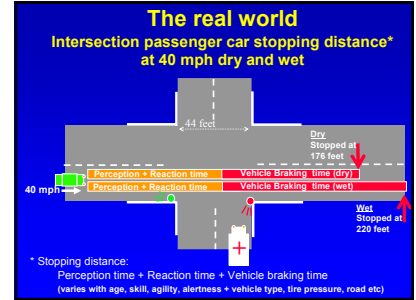 The real world
Intersection passenger car stopping distance*
at 40 mph dry and wet
44 feet
Dry
Stopped at
176 feet
Perception + Reaction time
Vehicle Braking time (dry)
40 mph
Perception + Reaction time
Vehicle Braking time (wet)
Wet
Stopped at
220 feet
* Stopping distance:
Perception time + Reaction time + Vehicle braking time
(varies with age, skill, agility, alertness + vehicle type, tire pressure, road etc)